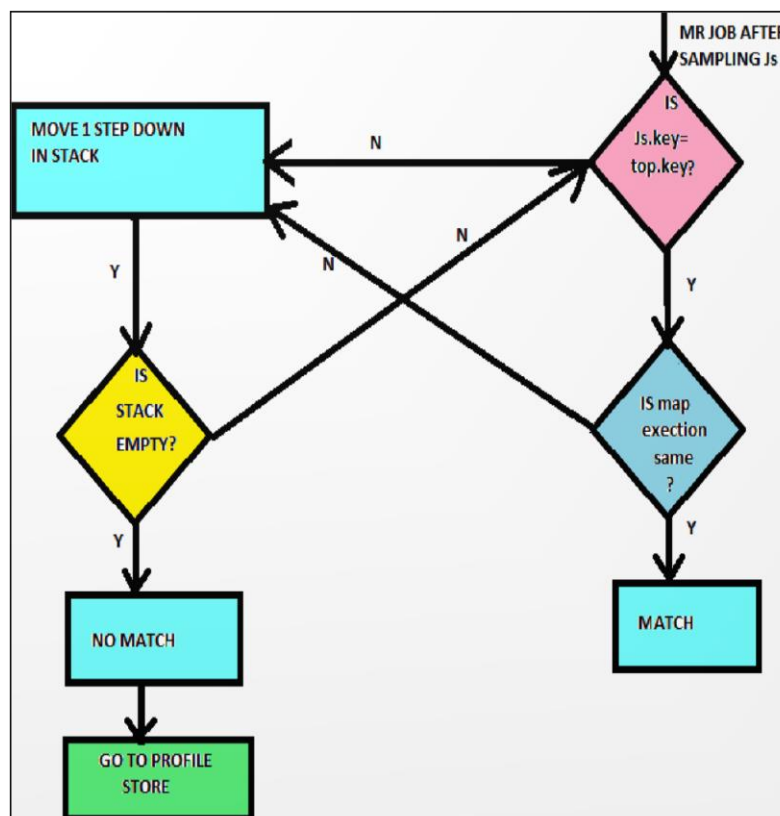 MR JOB AFTER
SAMPLING Js
IS
Js.key=
top.key?
MOVE 1 STEP DOWN
IN STACK
N
N
N
Y
Y
IS
STACK
EMPTY?
IS map
exection
same
?
Y
Y
NO MATCH
MATCH
GO TO PROFILE
STORE